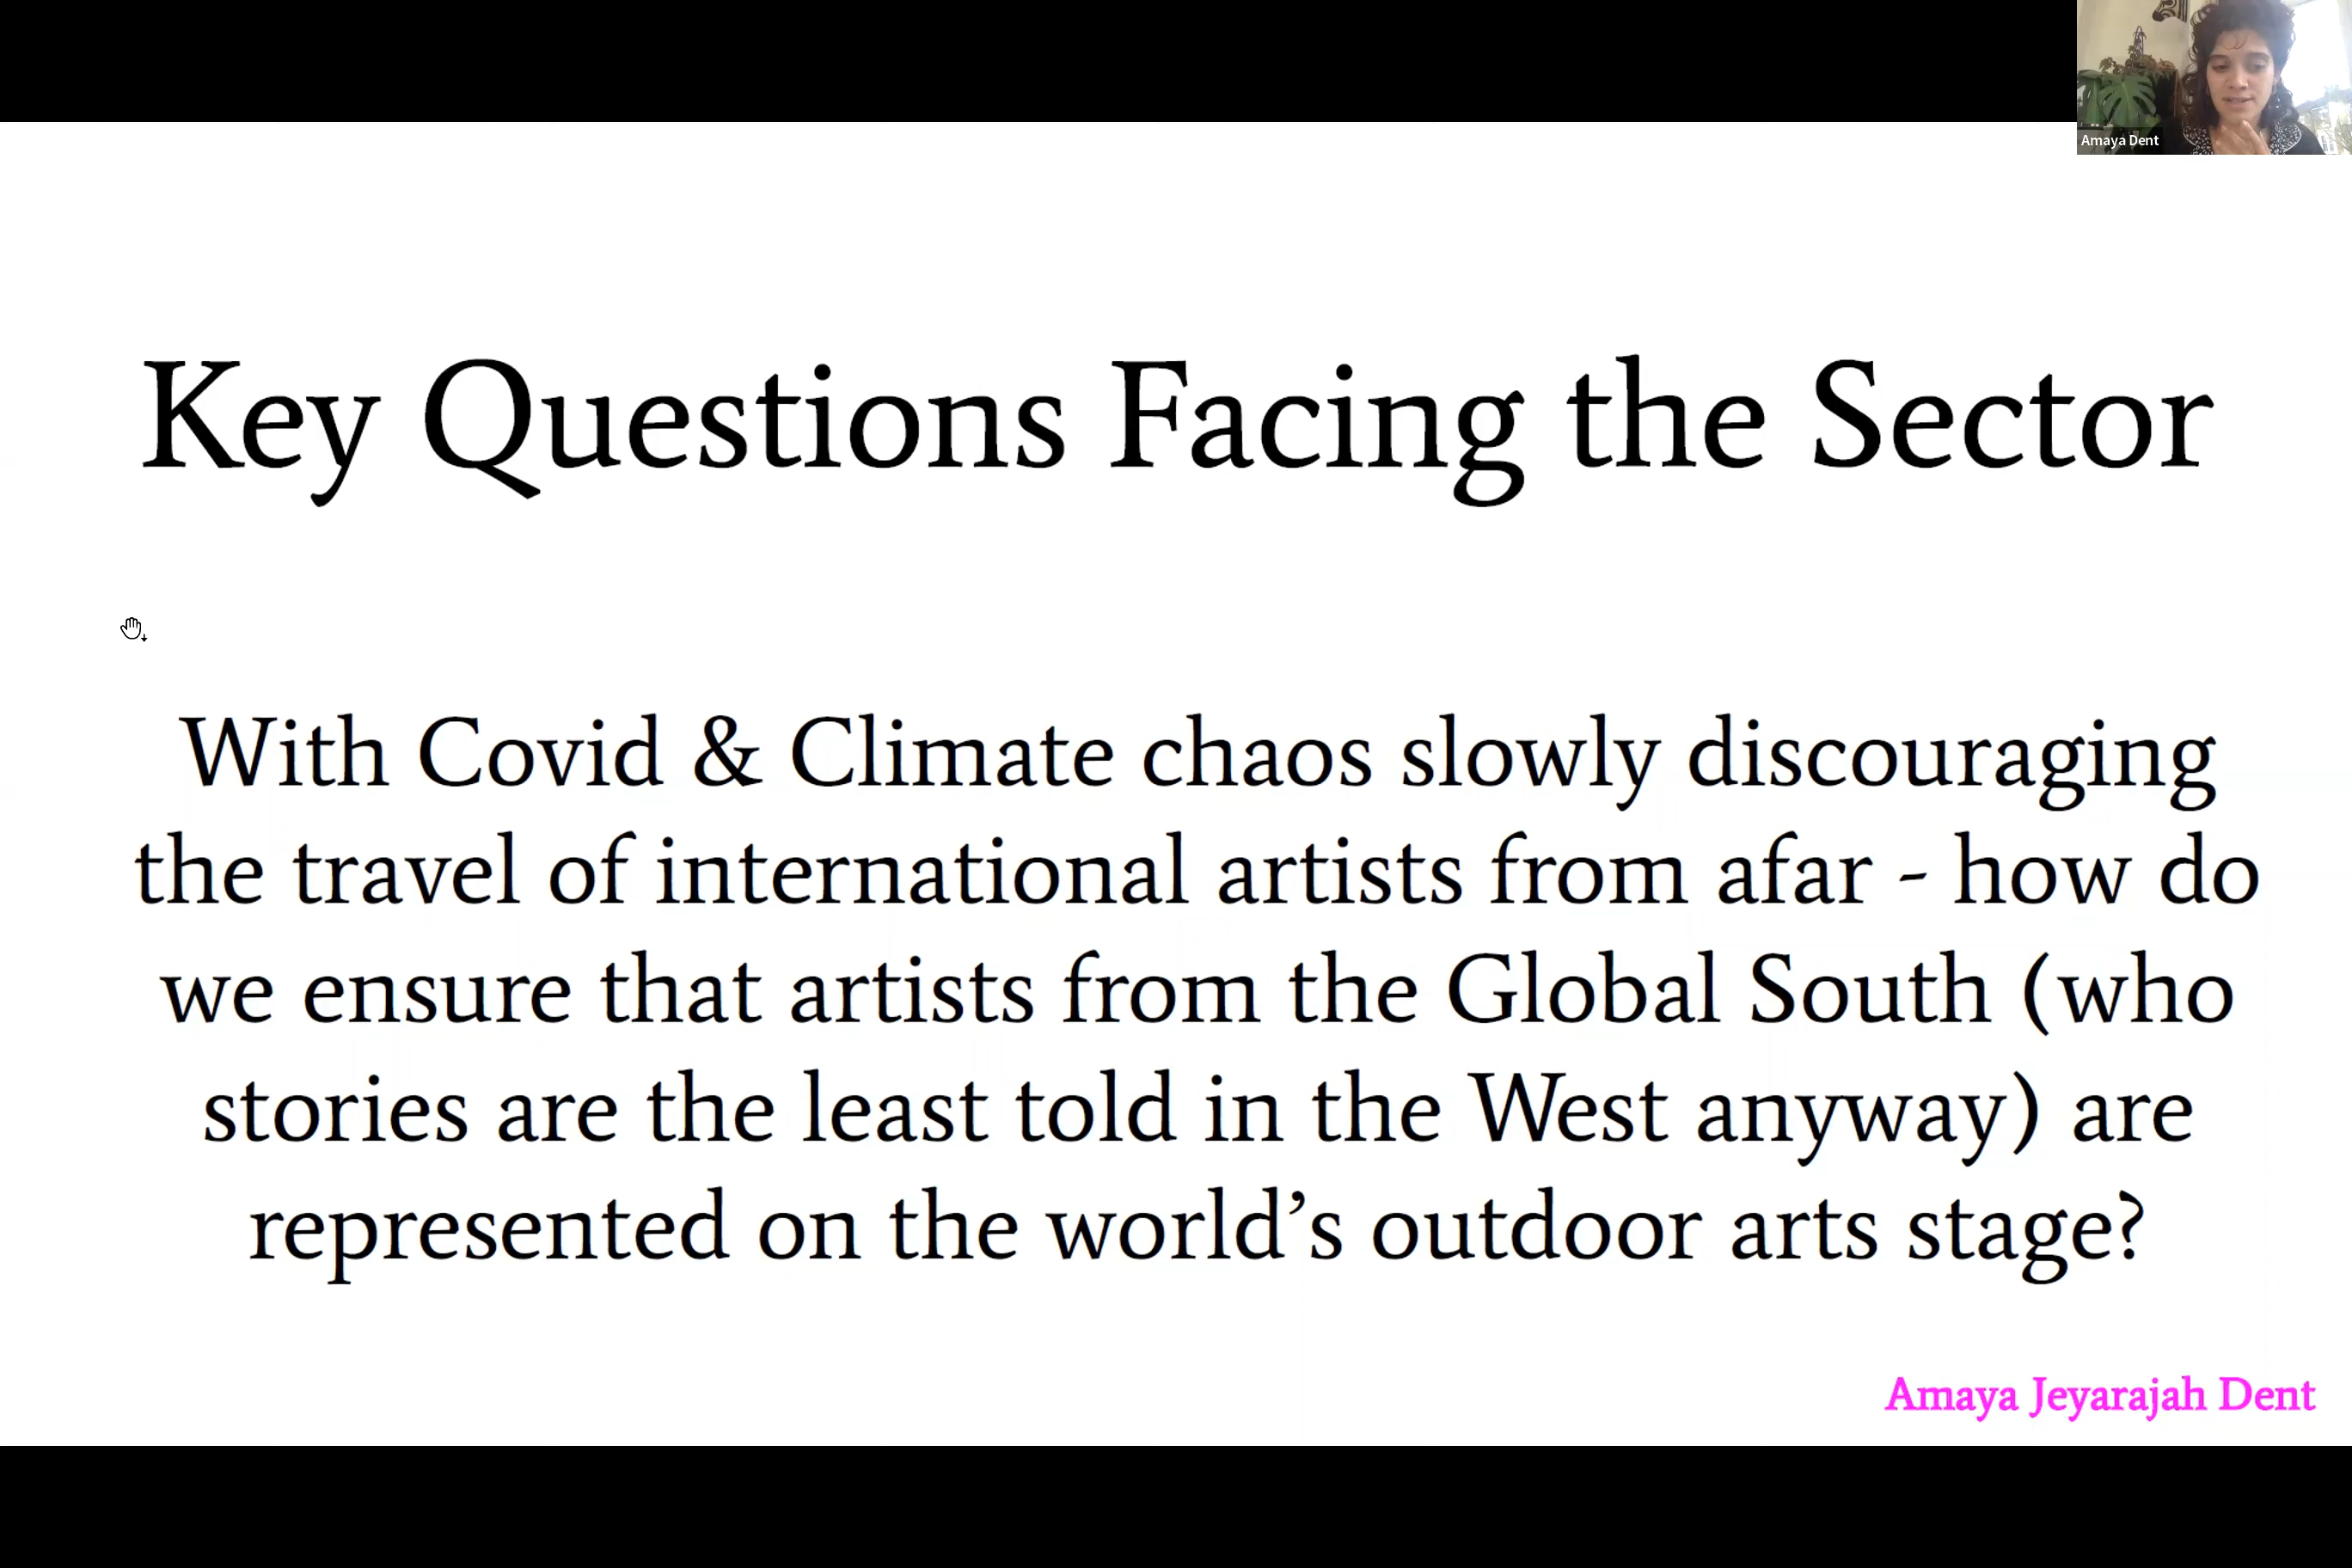 Amaya Dent
Key Questions Facing the Sector
With Covid & Climate chaos slowly discouraging
the travel of international artists from afar - how do
we ensure that artists from the Global South (who
stories are the least told in the West anyway) are
represented on the world’s outdoor arts stage?
Amaya Jeyarajah Dent